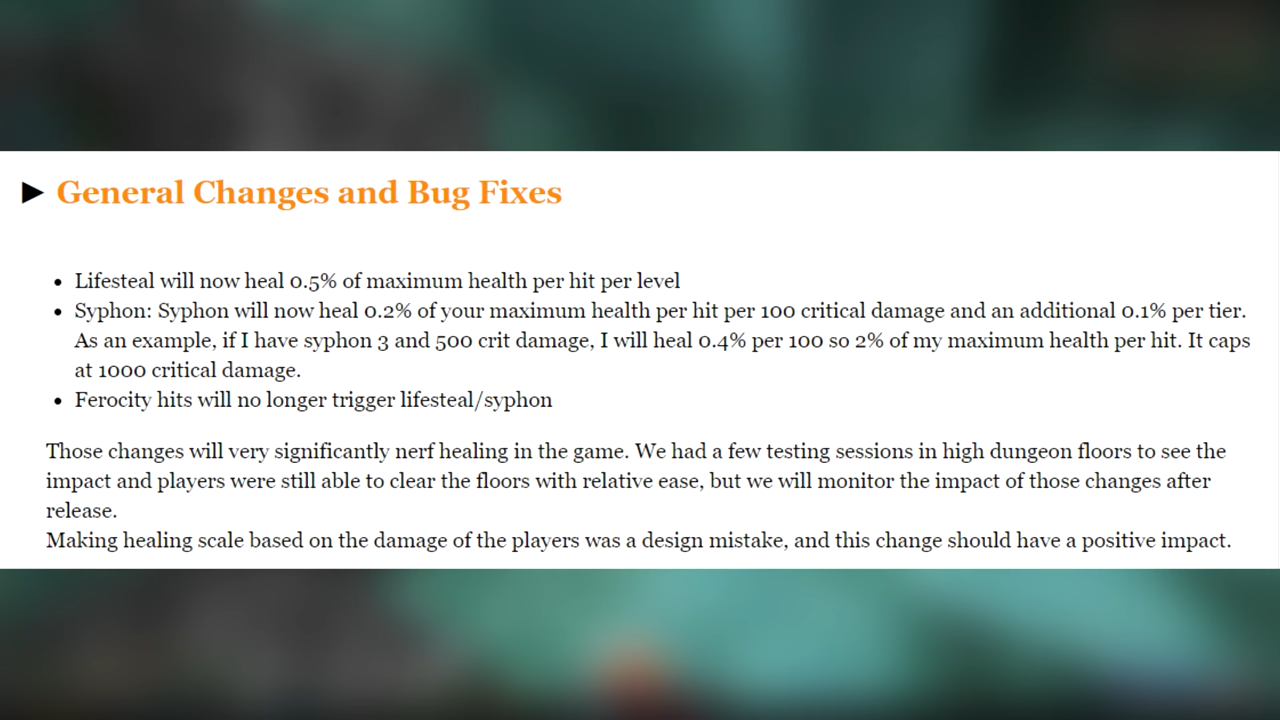 ► General Changes and Bug Fixes
• Lifesteal will now heal 0.5% of maximum health per hit per level
• Syphon: Syphon will now heal 0.2% of your maximum health per hit per 100 critical damage and an additional 0.1% per tier.
As an example, if I have syphon 3 and 500 crit damage, I will heal 0.4% per 100 so 2% of my maximum health per hit. It caps
at 1000 critical damage.
• Ferocity hits will no longer trigger lifesteal/syphon
Those changes will very significantly nerf healing in the game. We had a few testing sessions in high dungeon floors to see the
impact and players were still able to clear the floors with relative ease, but we will monitor the impact of those changes after
release.
Making healing scale based on the damage of the players was a design mistake, and this change should have a positive impact.